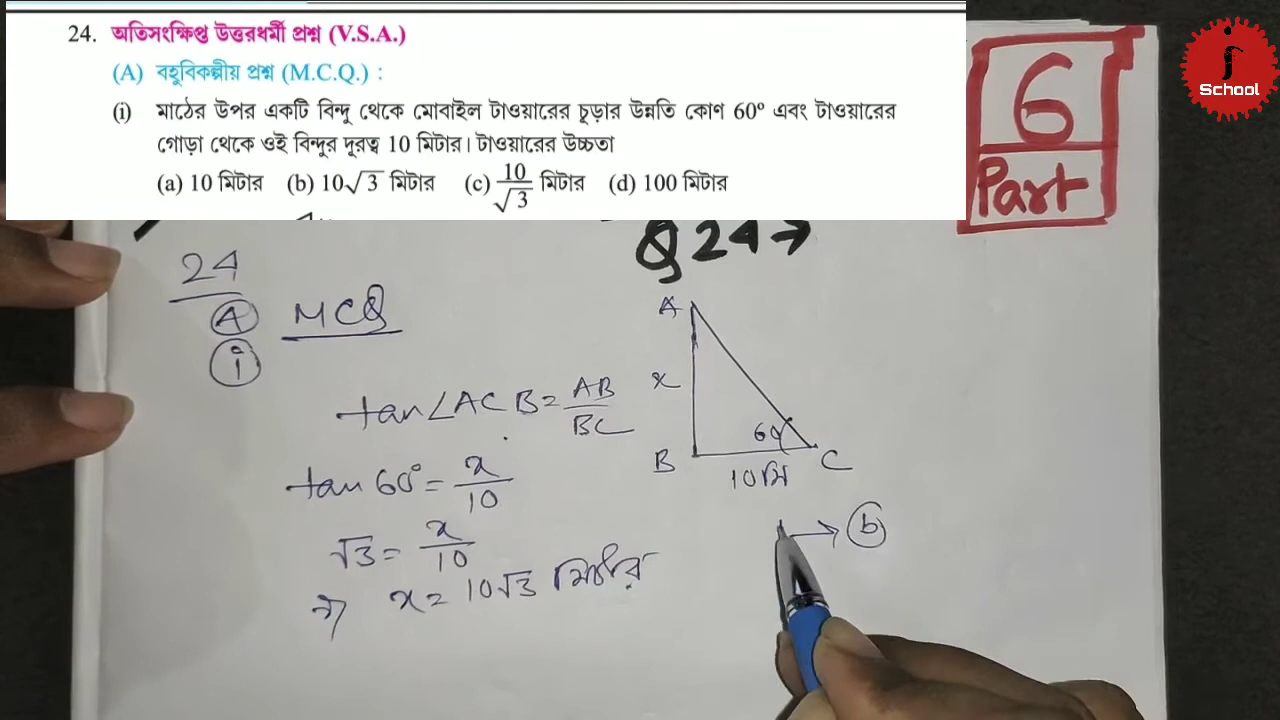 24. অতিসংক্ষিপ্ত উত্তরধর্মী প্রশ্ন (V.S.A.)
(A) বহুবিকল্পীয় প্রশ্ন (M.C.Q.) :
(i) মাঠের উপর একটি বিন্দু থেকে মোবাইল টাওয়ারের চূড়ার উন্নতি কোণ 60° এবং টাওয়ারের
গোড়া থেকে ওই বিন্দুর দূরত্ব 10 মিটার। টাওয়ারের উচ্চতা
(a) 10 মিটার (b) 10√3 মিটার (c) 10/√3 মিটার (d) 100 মিটার
6
Part
School
Q 24→
24
A MCQ
i
tan∠ACB = AB/BC
tan 60° = x/10
√3 = x/10
⇒ x = 10√3 মিটার
A
x
60°
B
C
10মি
→ b